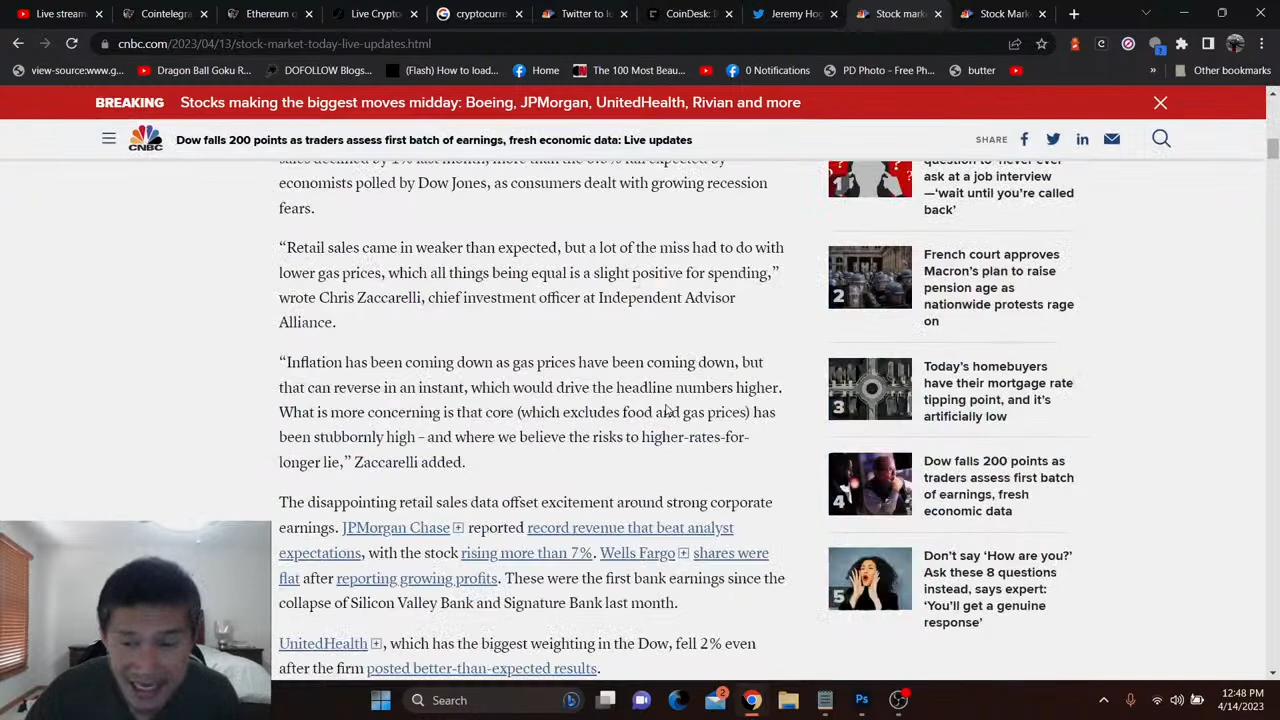 Live stream
Cointelegra
Ethereum q
Live Crypto
cryptocurre
Twitter to l
CoinDesk:
Jeremy Hog
Stock mark
Stock Mark
cnbc.com/2023/04/13/stock-market-today-live-updates.html
view-source:www.g...
Dragon Ball Goku R...
DOFOLLOW Blogs...
(Flash) How to load...
Home
The 100 Most Beau...
0 Notifications
PD Photo - Free Ph...
butter
»
Other bookmarks
BREAKING Stocks making the biggest moves midday: Boeing, JPMorgan, UnitedHealth, Rivian and more
CNBC
Dow falls 200 points as traders assess first batch of earnings, fresh economic data: Live updates
SHARE
economists polled by Dow Jones, as consumers dealt with growing recession
fears.
“Retail sales came in weaker than expected, but a lot of the miss had to do with
lower gas prices, which all things being equal is a slight positive for spending,”
wrote Chris Zaccarelli, chief investment officer at Independent Advisor
Alliance.
“Inflation has been coming down as gas prices have been coming down, but
that can reverse in an instant, which would drive the headline numbers higher.
What is more concerning is that core (which excludes food and gas prices) has
been stubbornly high – and where we believe the risks to higher-rates-for-
longer lie,” Zaccarelli added.
The disappointing retail sales data offset excitement around strong corporate
earnings. JPMorgan Chase reported record revenue that beat analyst
expectations, with the stock rising more than 7%. Wells Fargo shares were
flat after reporting growing profits. These were the first bank earnings since the
collapse of Silicon Valley Bank and Signature Bank last month.
UnitedHealth, which has the biggest weighting in the Dow, fell 2% even
after the firm posted better-than-expected results.
1
question to ‘never ever’
ask at a job interview
—‘wait until you’re called
back’
2
French court approves
Macron’s plan to raise
pension age as
nationwide protests rage
on
3
Today’s homebuyers
have their mortgage rate
tipping point, and it’s
artificially low
4
Dow falls 200 points as
traders assess first batch
of earnings, fresh
economic data
5
Don’t say ‘How are you?’
Ask these 8 questions
instead, says expert:
‘You’ll get a genuine
response’
Search
2
Ps
12:48 PM
4/14/2023